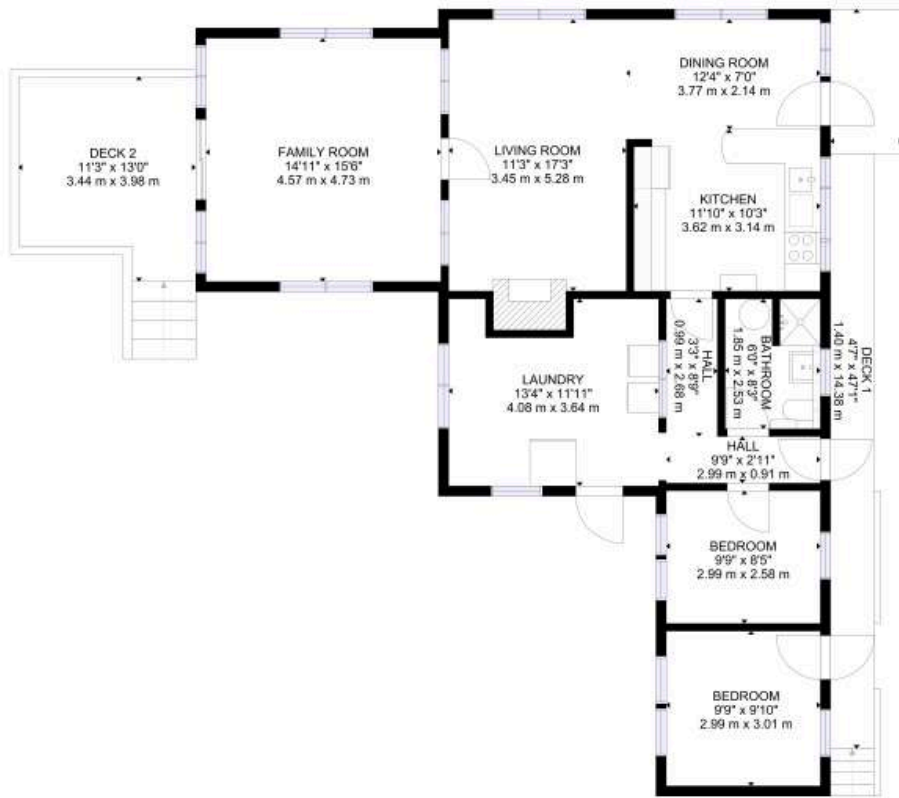 DINING ROOM
12'4" x 7'0"
3.77 m x 2.14 m
DECK 2
11'3" x 13'0"
3.44 m x 3.98 m
FAMILY ROOM
14'11" x 15'6"
4.57 m x 4.73 m
LIVING ROOM
11'3" x 17'3"
3.45 m x 5.28 m
KITCHEN
11'10" x 10'3"
3.62 m x 3.14 m
LAUNDRY
13'4" x 11'11"
4.08 m x 3.64 m
HALL
3'3" x 8'9"
0.99 m x 2.68 m
BATHROOM
6'0" x 8'3"
1.85 m x 2.53 m
DECK 1
4'7" x 47'1"
1.40 m x 14.38 m
HALL
9'9" x 2'11"
2.99 m x 0.91 m
BEDROOM
9'9" x 8'5"
2.99 m x 2.58 m
BEDROOM
9'9" x 9'10"
2.99 m x 3.01 m